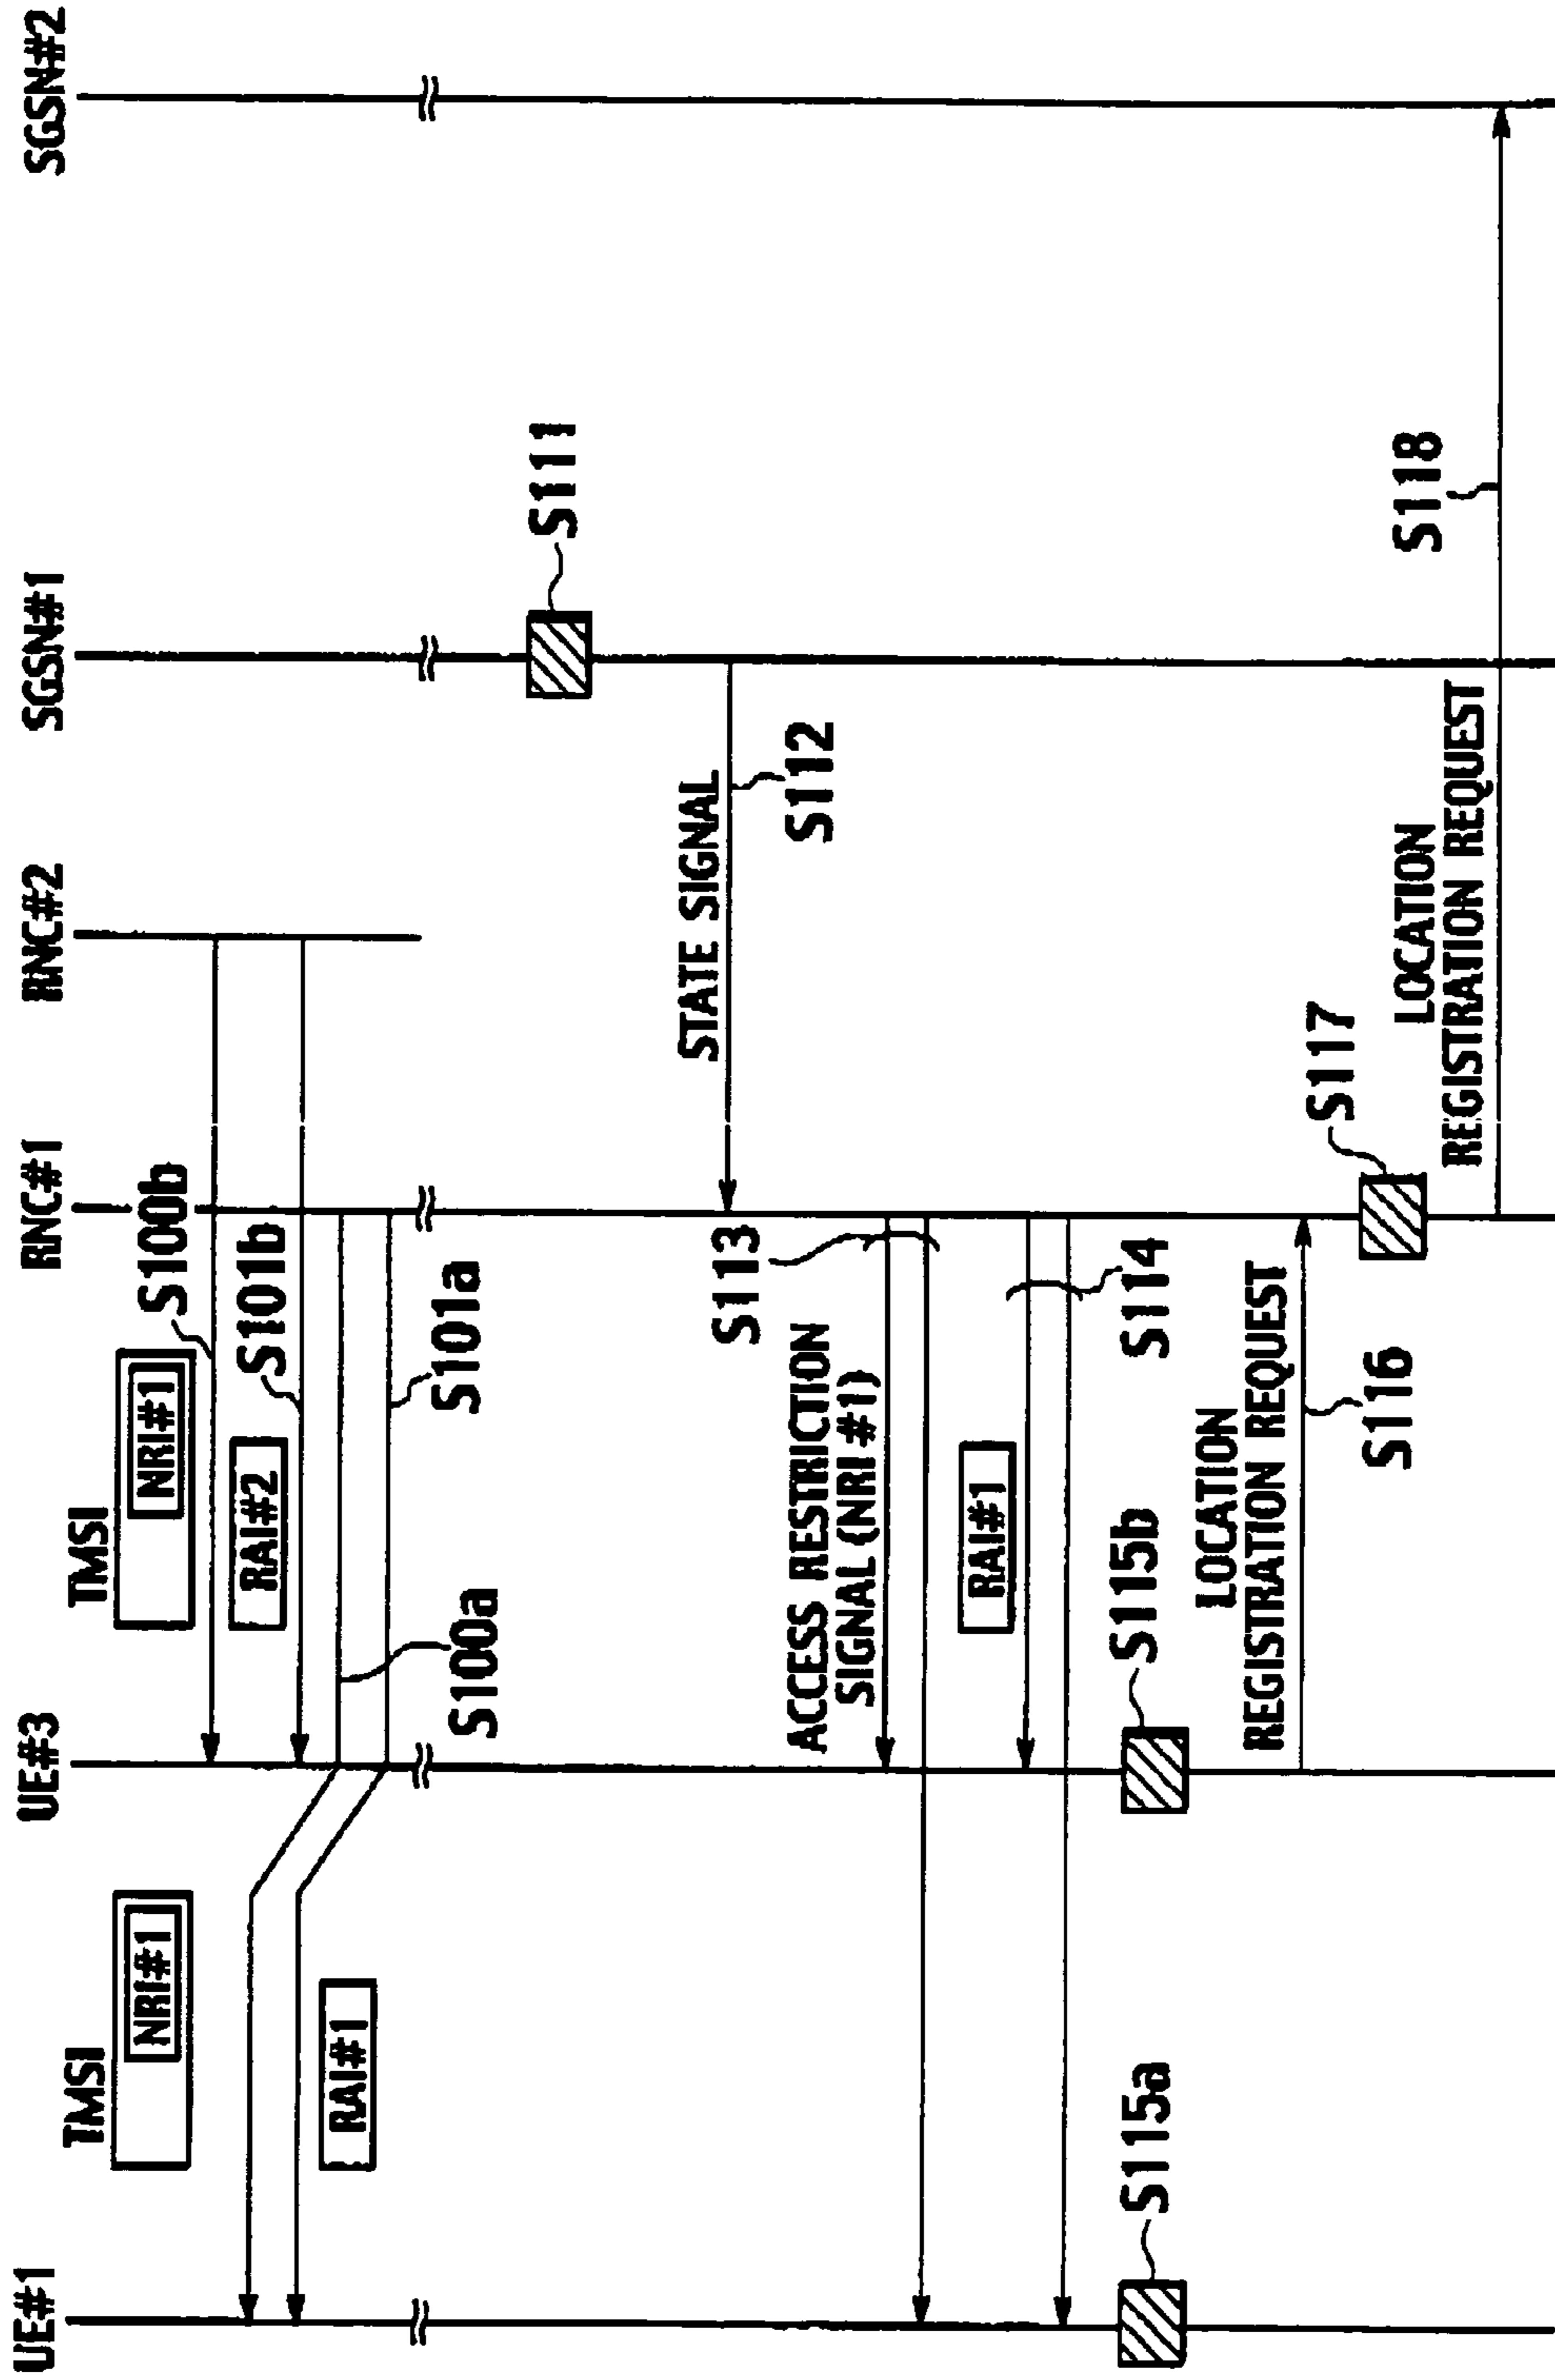 UE#1
UE#3
RNC#1
RNC#2
SGSN#1
SGSN#2
TMSI
NRI#1
TMSI
NRI#1
S100b
RAI#2
S101b
RAI#1
S100a
S101a
S111
STATE SIGNAL
S112
S113
ACCESS RESTRICTION
SIGNAL (NRI #1)
RAI#1
S114
S115a
S115b
LOCATION
REGISTRATION REQUEST
S116
S117
LOCATION
REGISTRATION REQUEST
S118